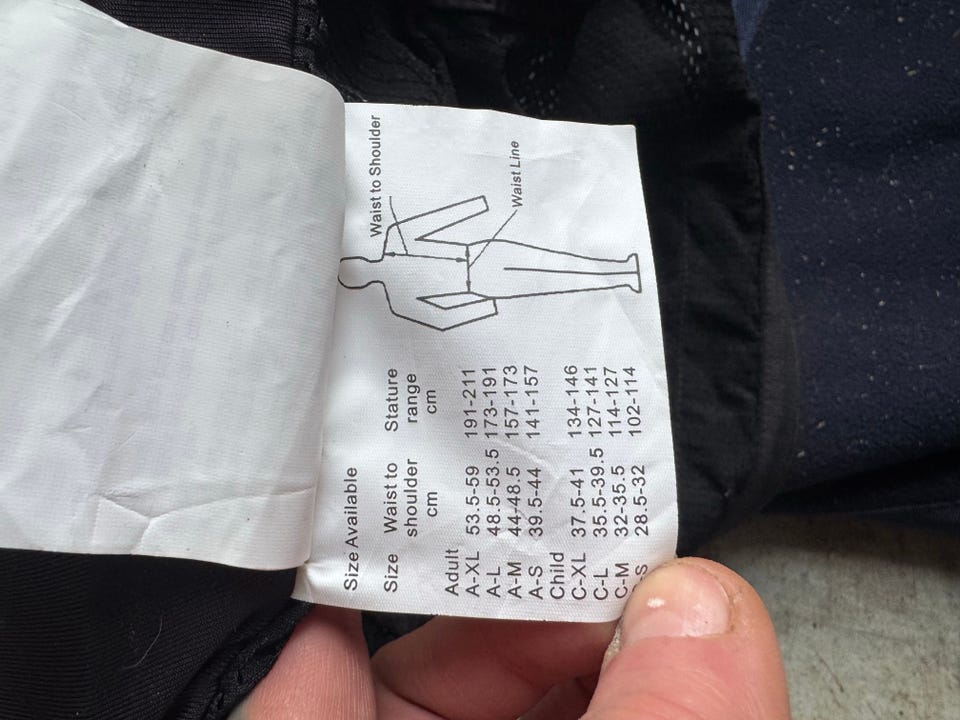 Waist to Shoulder
Waist Line
Size Available
Size Waist to shoulder cm Stature range cm
Adult
A-XL 53.5-59 191-211
A-L 48.5-53.5 173-191
A-M 44-48.5 157-173
A-S 39.5-44 141-157
Child
C-XL 37.5-41 134-146
C-L 35.5-39.5 127-141
C-M 32-35.5 114-127
-S 28.5-32 102-114